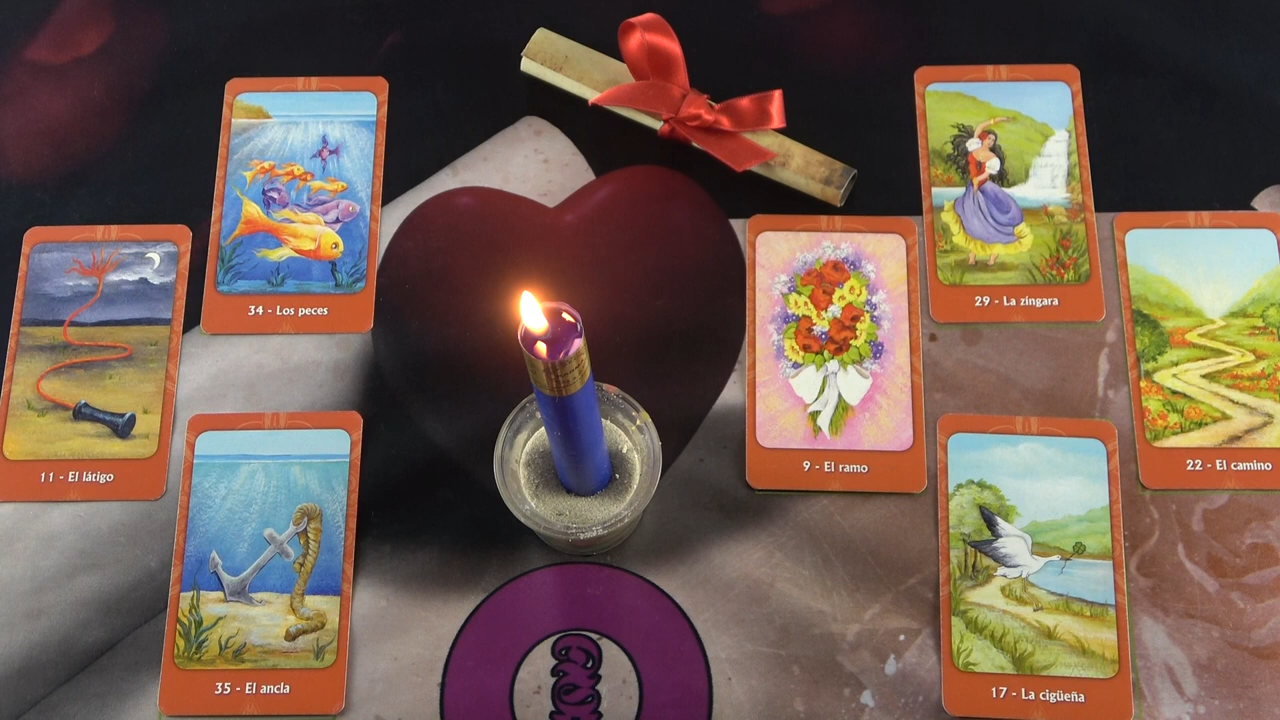 34 - Los peces
11 - El látigo
35 - El ancla
29 - La zíngara
9 - El ramo
22 - El camino
17 - La cigüeña